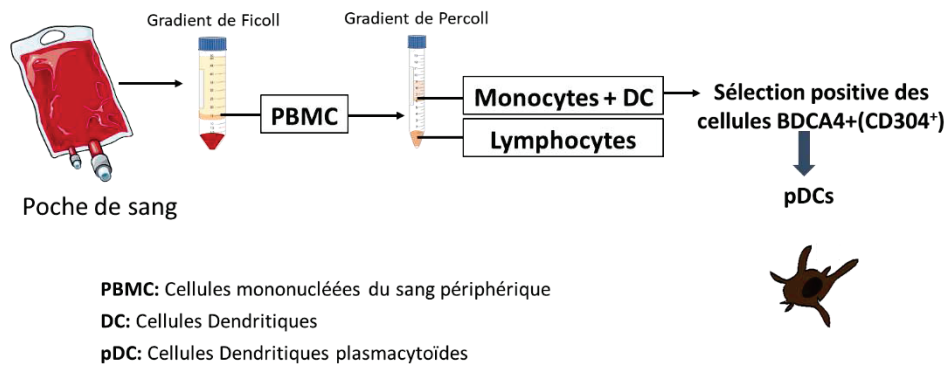 Gradient de Ficoll
Gradient de Percoll
PBMC
Monocytes + DC
Lymphocytes
Sélection positive des
cellules BDCA4+(CD304⁺)
pDCs
Poche de sang
PBMC: Cellules mononucléées du sang périphérique
DC: Cellules Dendritiques
pDC: Cellules Dendritiques plasmacytoïdes